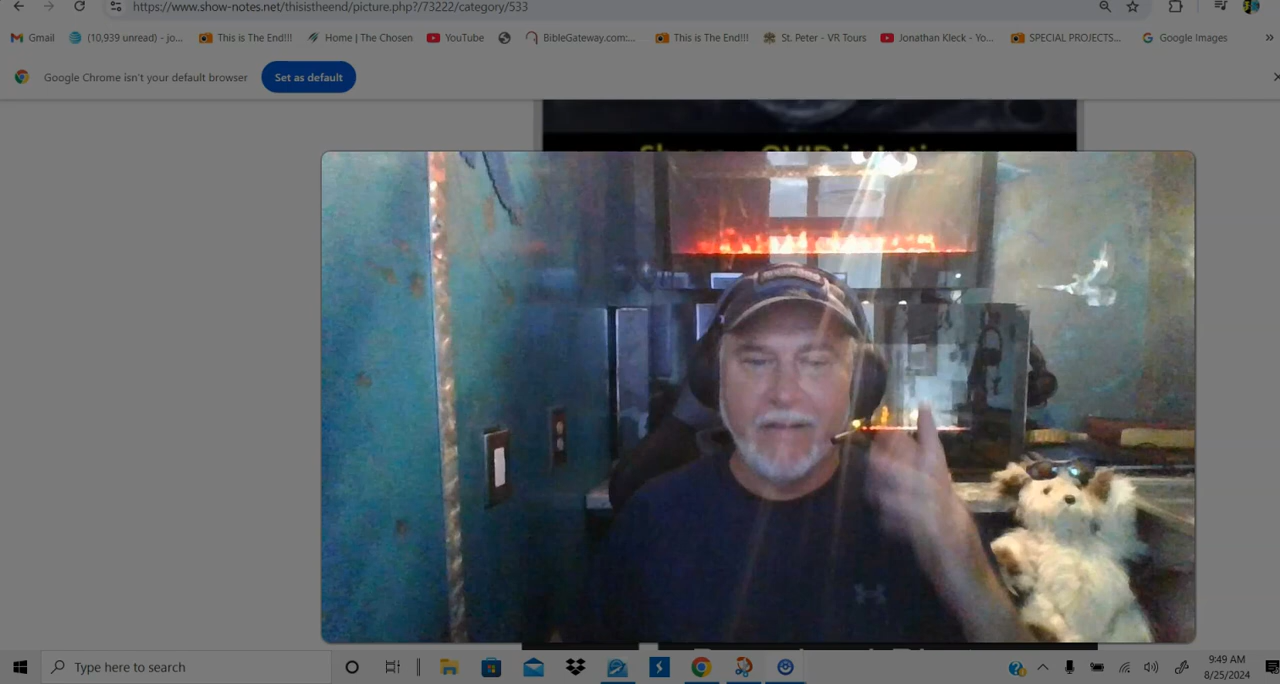 https://www.show-notes.net/thisistheend/picture.php?/73222/category/533
Gmail (10,939 unread) - jo... This is The End!!! Home | The Chosen YouTube BibleGateway.com:... This is The End!!! St. Peter - VR Tours Jonathan Kleck - Yo... SPECIAL PROJECTS... Google Images »
Google Chrome isn't your default browser Set as default
Type here to search
9:49 AM
8/25/2024